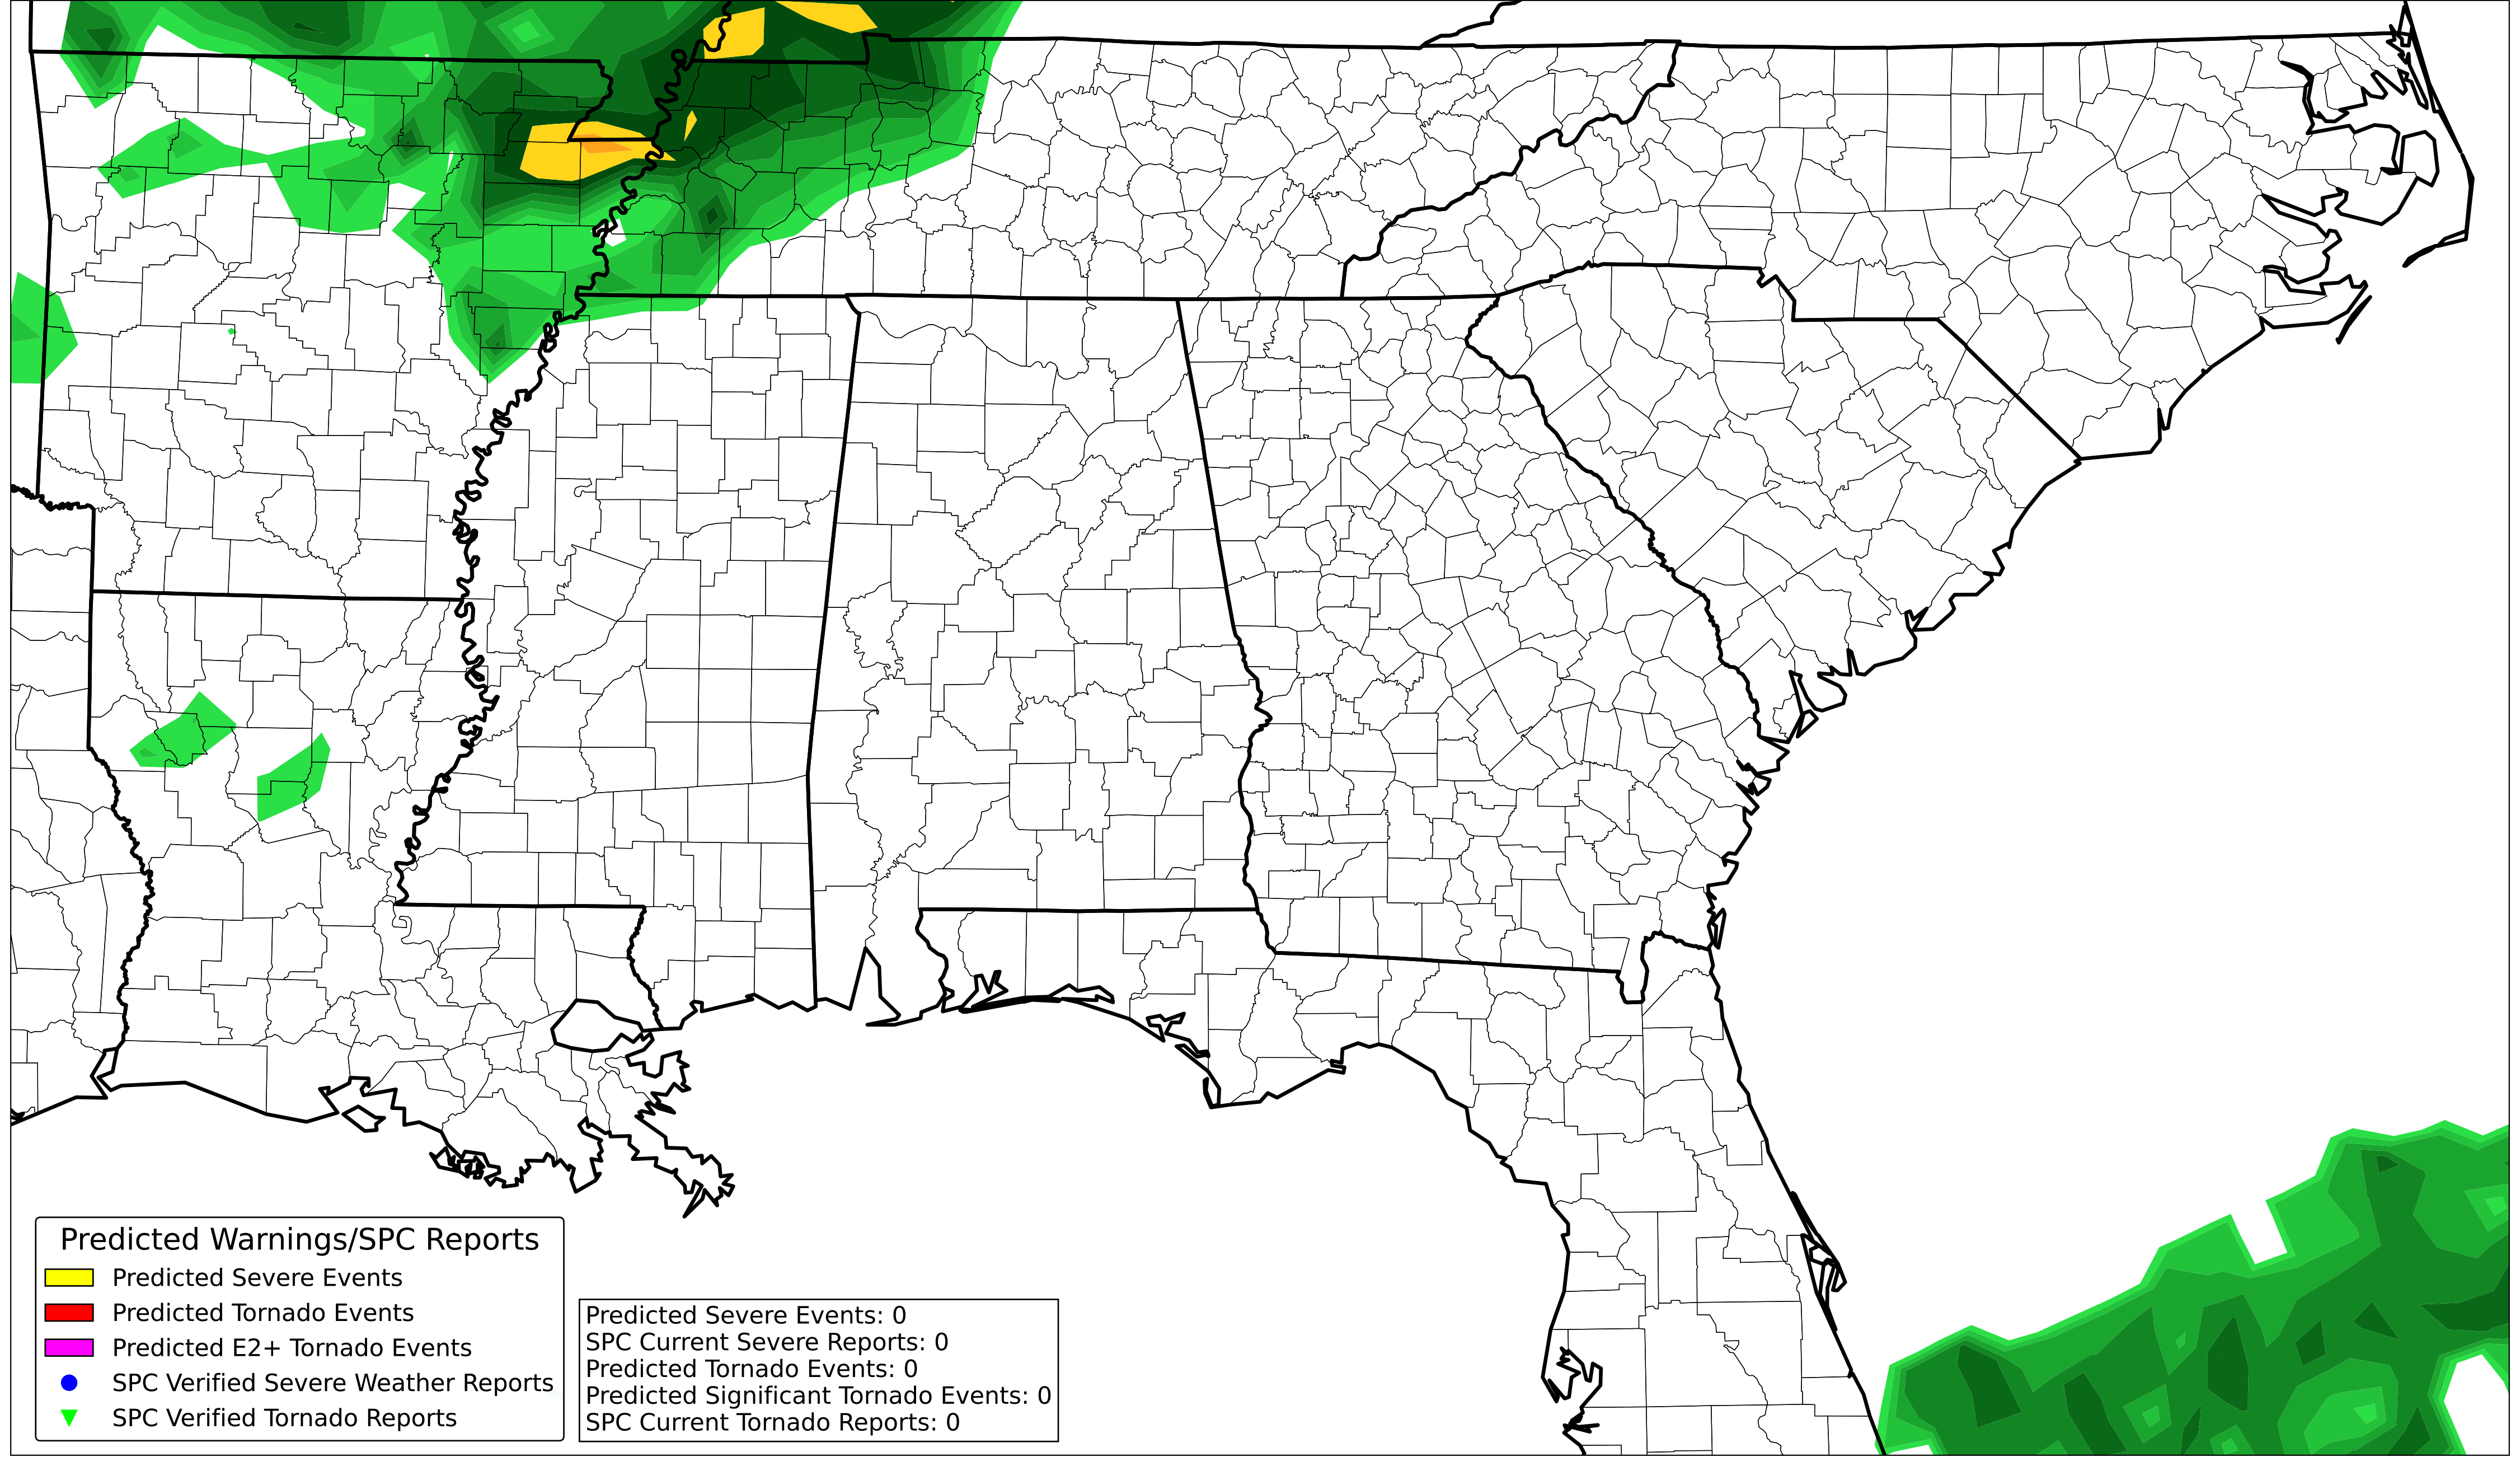 Predicted Warnings/SPC Reports
Predicted Severe Events
Predicted Tornado Events
Predicted E2+ Tornado Events
SPC Verified Severe Weather Reports
SPC Verified Tornado Reports
Predicted Severe Events: 0
SPC Current Severe Reports: 0
Predicted Tornado Events: 0
Predicted Significant Tornado Events: 0
SPC Current Tornado Reports: 0